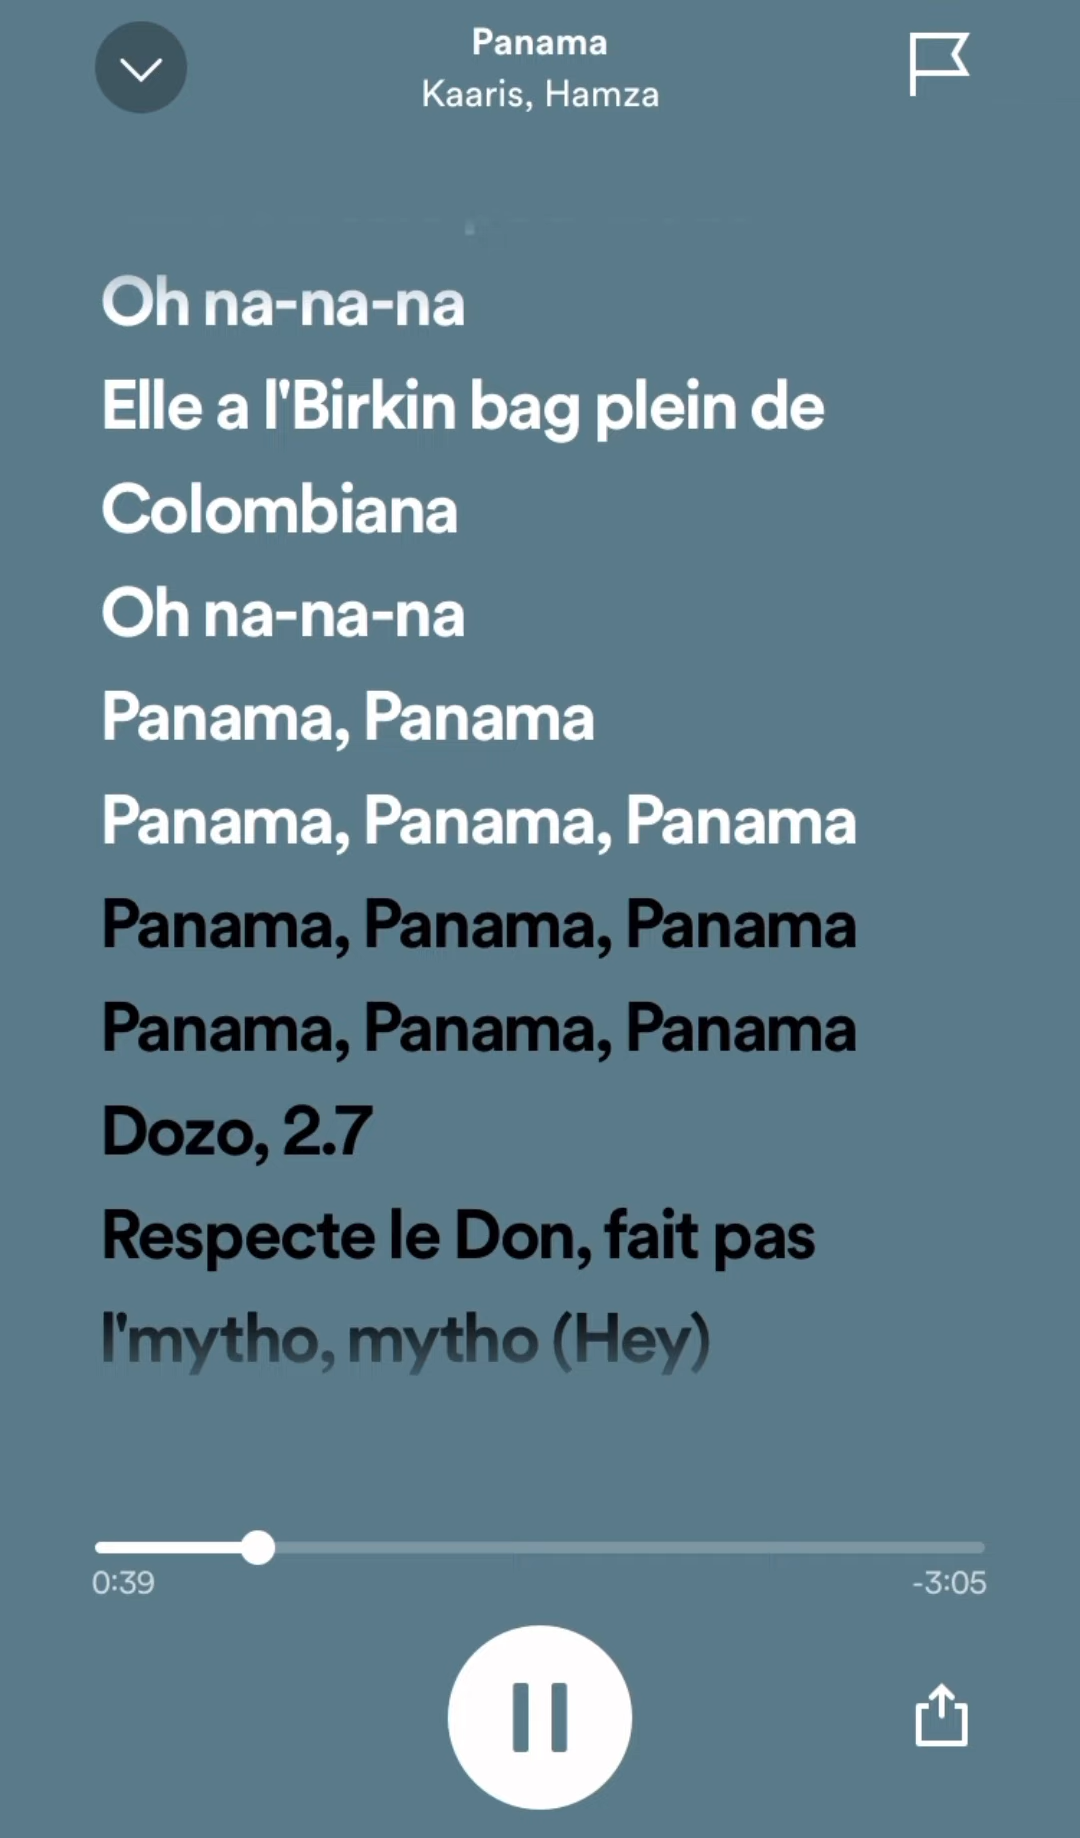 Panama
Kaaris, Hamza
Oh na-na-na
Elle a l'Birkin bag plein de
Colombiana
Oh na-na-na
Panama, Panama
Panama, Panama, Panama
Panama, Panama, Panama
Panama, Panama, Panama
Dozo, 2.7
Respecte le Don, fait pas
l'mytho, mytho (Hey)
0:39
-3:05